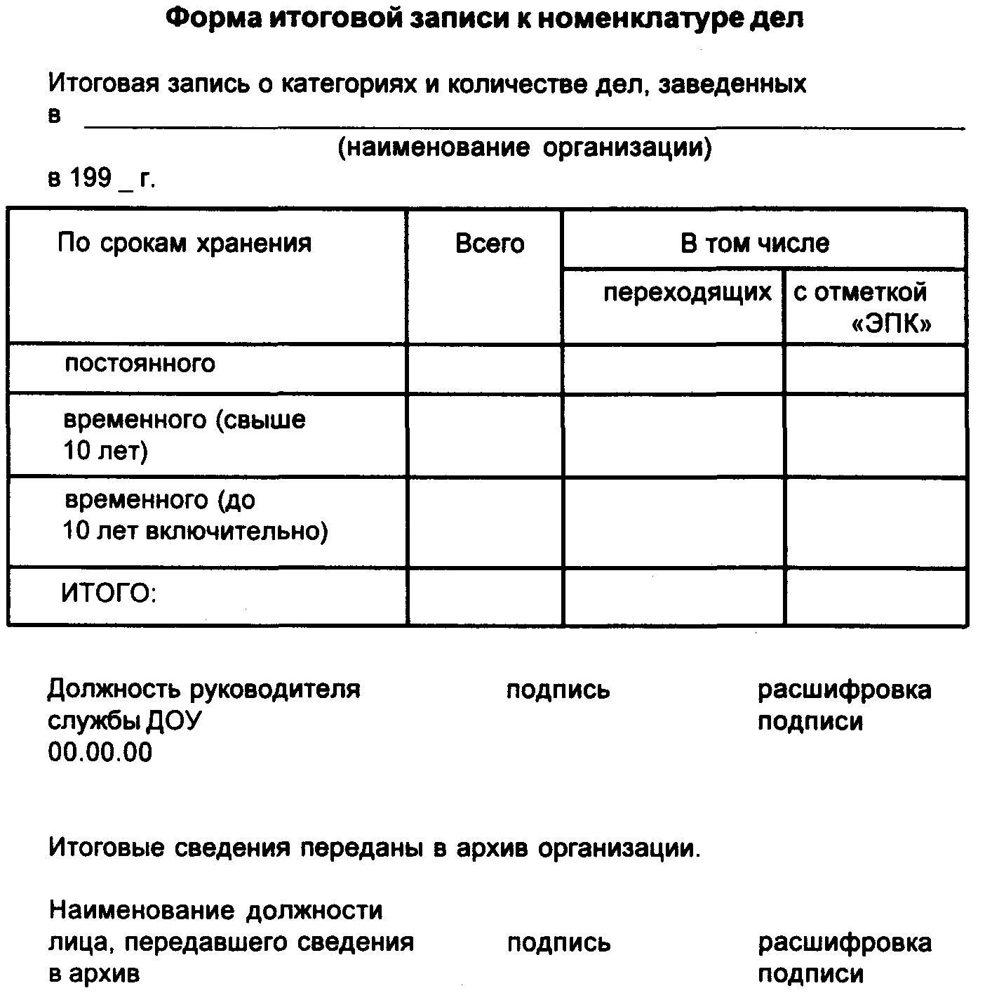 Форма итоговой записи к номенклатуре дел
Итоговая запись о категориях и количестве дел, заведенных
в ____________________
(наименование организации)
в 199 _ г.
По срокам хранения Всего В том числе
переходящих с отметкой
«ЭПК»
постоянного
временного (свыше
10 лет)
временного (до
10 лет включительно)
ИТОГО:
Должность руководителя подпись расшифровка
службы ДОУ подписи
00.00.00
Итоговые сведения переданы в архив организации.
Наименование должности
лица, передавшего сведения подпись расшифровка
в архив подписи